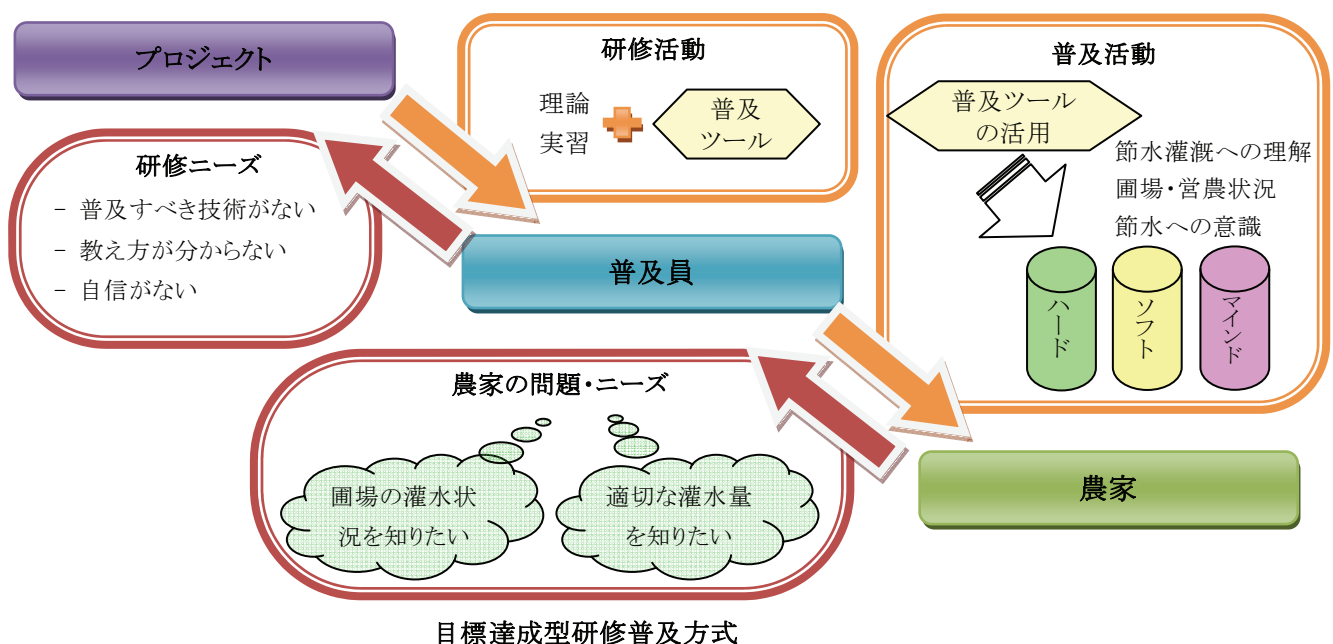 プロジェクト
研修活動
理論
実習
普及
ツール
普及活動
普及ツール
の活用
節水灌漑への理解
圃場・営農状況
節水への意識
ハード
ソフト
マインド
研修ニーズ
- 普及すべき技術がない
- 教え方が分からない
- 自信がない
普及員
農家の問題・ニーズ
圃場の灌水状
況を知りたい
適切な灌水量
を知りたい
農家
目標達成型研修普及方式